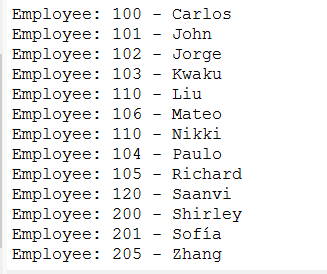 Employee: 100 - Carlos
Employee: 101 - John
Employee: 102 - Jorge
Employee: 103 - Kwaku
Employee: 110 - Liu
Employee: 106 - Mateo
Employee: 110 - Nikki
Employee: 104 - Paulo
Employee: 105 - Richard
Employee: 120 - Saanvi
Employee: 200 - Shirley
Employee: 201 - Sofía
Employee: 205 - Zhang